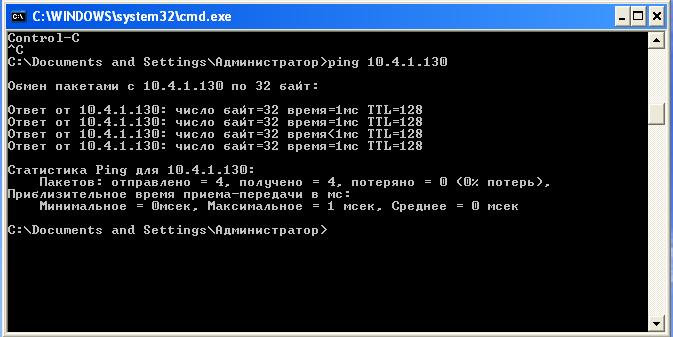 C:\WINDOWS\system32\cmd.exe
Control-C
^C
C:\Documents and Settings\Администратор>ping 10.4.1.130
Обмен пакетами с 10.4.1.130 по 32 байт:
Ответ от 10.4.1.130: число байт=32 время=1мс TTL=128
Ответ от 10.4.1.130: число байт=32 время=1мс TTL=128
Ответ от 10.4.1.130: число байт=32 время<1мс TTL=128
Ответ от 10.4.1.130: число байт=32 время=1мс TTL=128
Статистика Ping для 10.4.1.130:
Пакетов: отправлено = 4, получено = 4, потеряно = 0 (0% потерь),
Приблизительное время приема-передачи в мс:
Минимальное = 0мсек, Максимальное = 1 мсек, Среднее = 0 мсек
C:\Documents and Settings\Администратор>